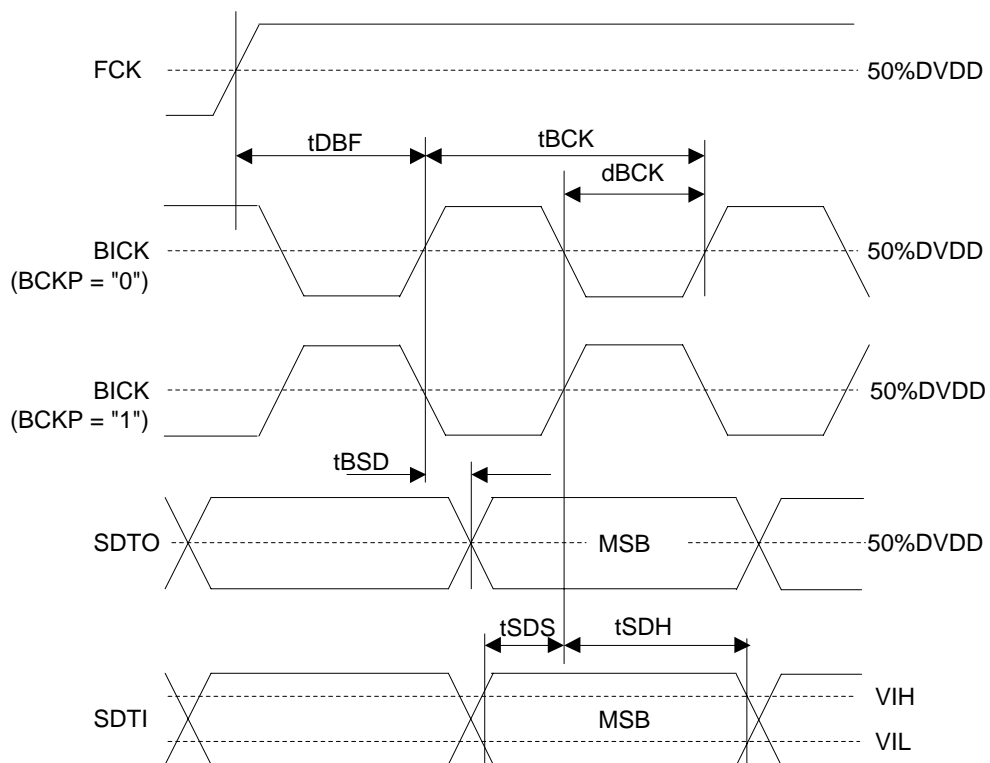 FCK
50%DVDD
tDBF
tBCK
dBCK
BICK
(BCKP = "0")
50%DVDD
BICK
(BCKP = "1")
50%DVDD
tBSD
SDTO
MSB
50%DVDD
tSDS
tSDH
SDTI
MSB
VIH
VIL